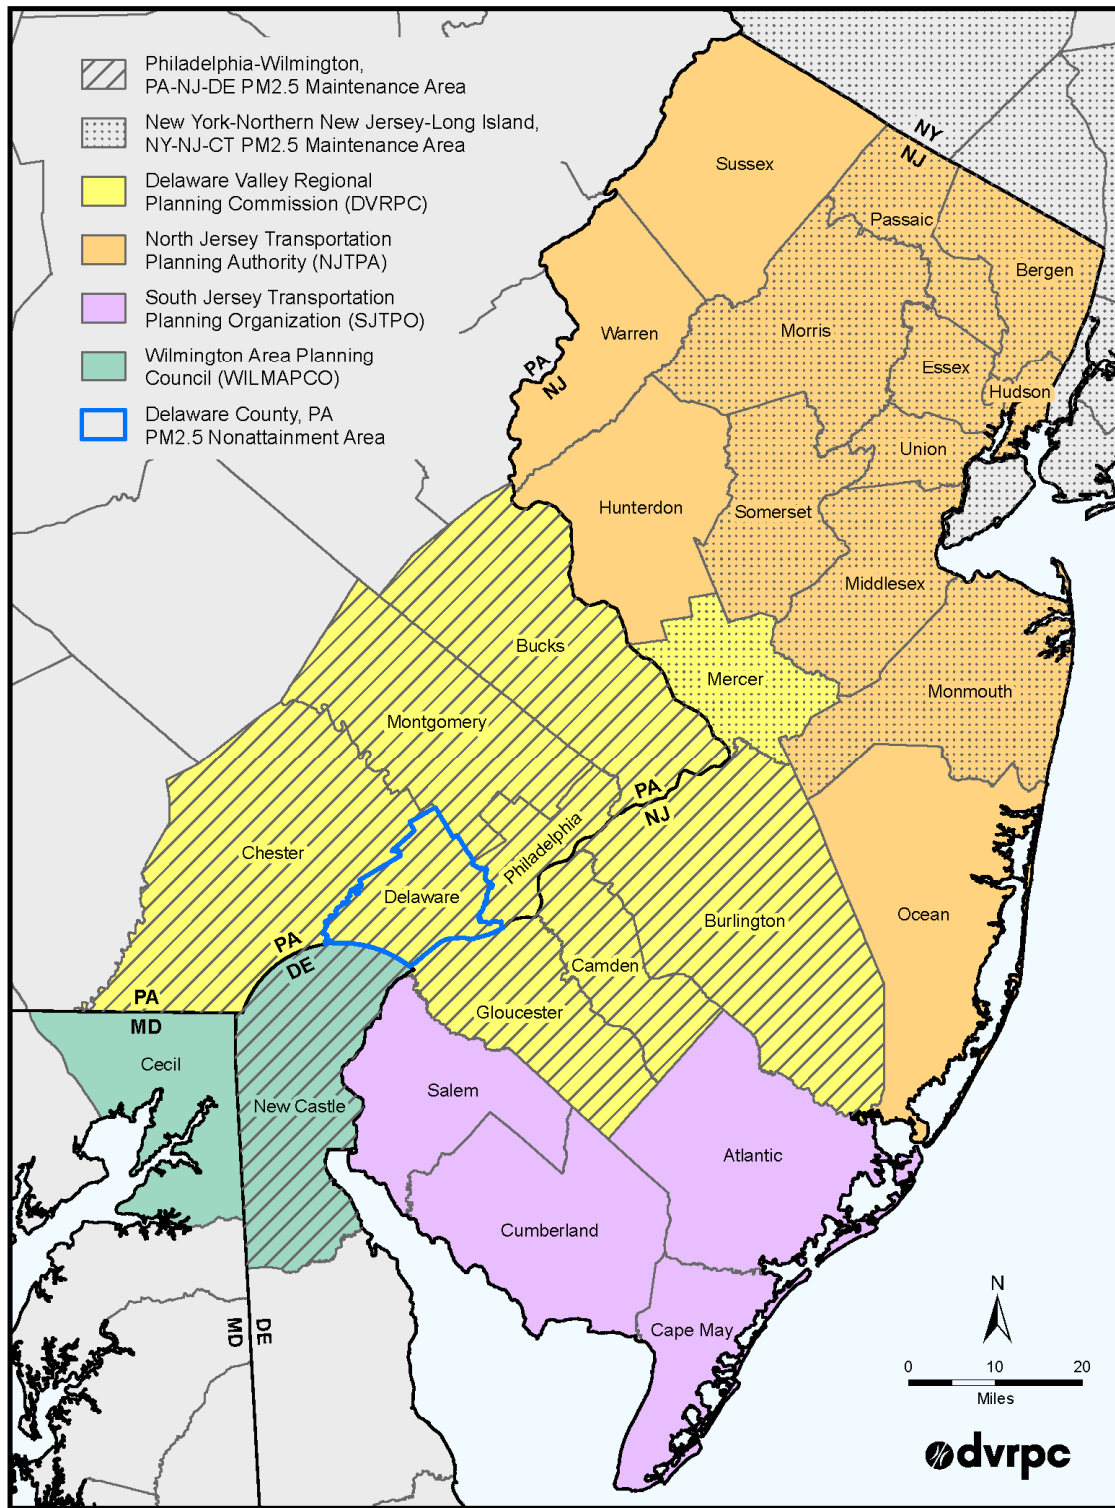 Philadelphia-Wilmington,
PA-NJ-DE PM2.5 Maintenance Area
New York-Northern New Jersey-Long Island,
NY-NJ-CT PM2.5 Maintenance Area
Delaware Valley Regional
Planning Commission (DVRPC)
North Jersey Transportation
Planning Authority (NJTPA)
South Jersey Transportation
Planning Organization (SJTPO)
Wilmington Area Planning
Council (WILMAPCO)
Delaware County, PA
PM2.5 Nonattainment Area
NY
NJ
Sussex
Passaic
Bergen
Warren
Morris
Essex
Hudson
PA
NJ
Union
Hunterdon
Somerset
Middlesex
Bucks
Mercer
Monmouth
Montgomery
PA
NJ
Philadelphia
Chester
Delaware
Burlington
Ocean
PA
DE
Camden
Gloucester
PA
MD
Cecil
New Castle
Salem
Atlantic
Cumberland
Cape May
MD
DE
N
0
10
20
Miles
dvrpc